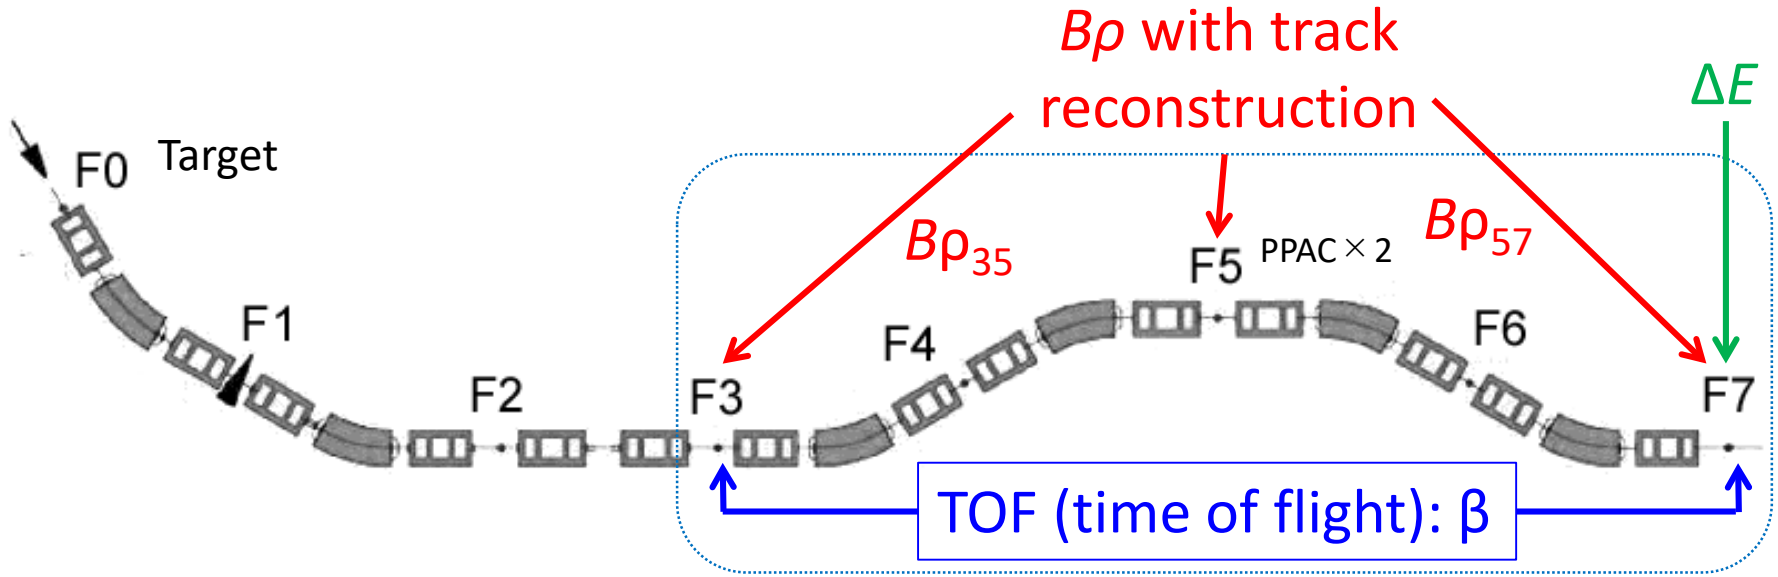 Bρ with track
reconstruction
ΔE
F0 Target
Bρ35
Bρ57
F5 PPAC×2
F1
F4
F6
F2
F3
F7
TOF (time of flight): β